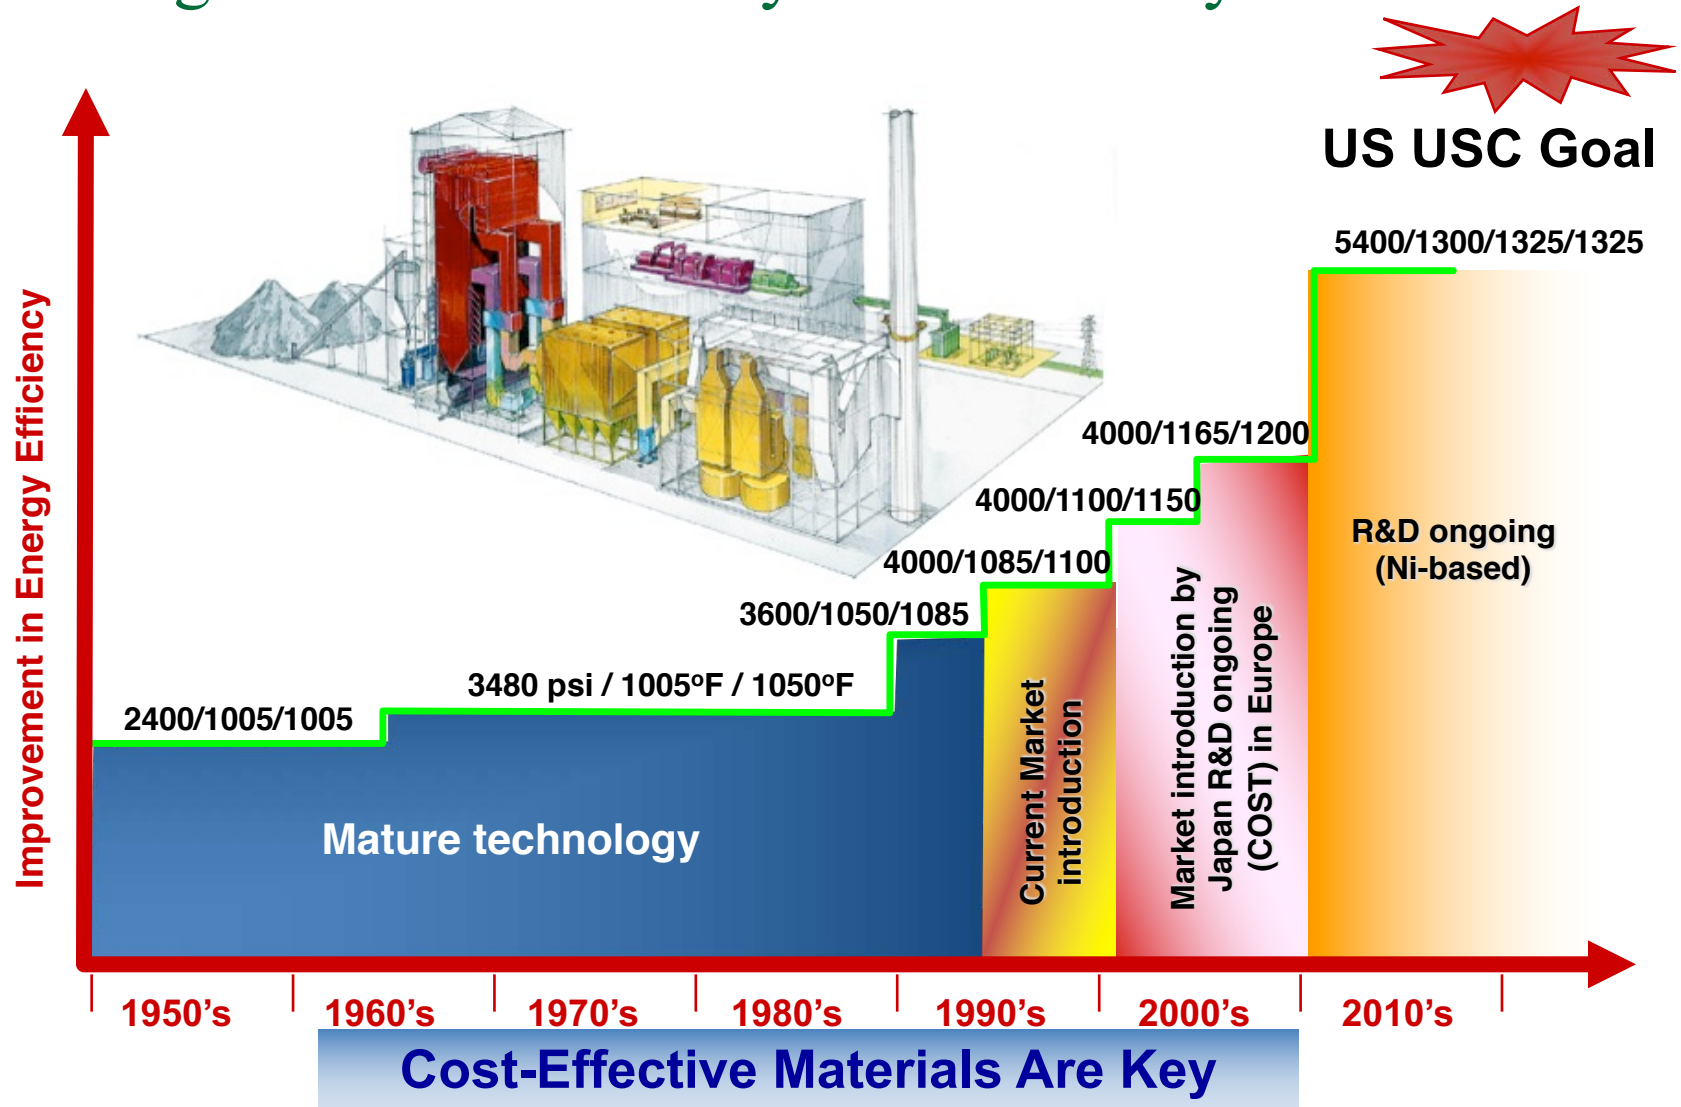 US USC Goal
5400/1300/1325/1325
4000/1165/1200
4000/1100/1150
4000/1085/1100
3600/1050/1085
3480 psi / 1005ºF / 1050ºF
2400/1005/1005
Improvement in Energy Efficiency
Mature technology
Current Market
introduction
Market introduction by
Japan R&D ongoing
(COST) in Europe
R&D ongoing
(Ni-based)
1950’s
1960’s
1970’s
1980’s
1990’s
2000’s
2010’s
Cost-Effective Materials Are Key